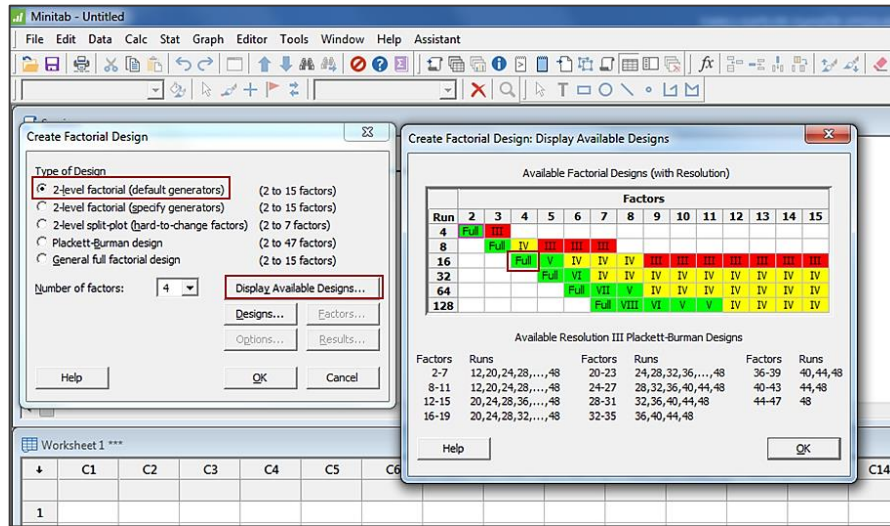 Minitab - Untitled
File Edit Data Calc Stat Graph Editor Tools Window Help Assistant
Create Factorial Design
Type of Design
2-level factorial (default generators) (2 to 15 factors)
2-level factorial (specify generators) (2 to 15 factors)
2-level split-plot (hard-to-change factors) (2 to 7 factors)
Plackett-Burman design (2 to 47 factors)
General full factorial design (2 to 15 factors)
Number of factors: 4 Display Available Designs...
Designs... Factors...
Options... Results...
Help OK Cancel
Create Factorial Design: Display Available Designs
Available Factorial Designs (with Resolution)
Factors
Run 2 3 4 5 6 7 8 9 10 11 12 13 14 15
4 Full III
8 Full IV III III III
16 Full V IV IV IV III III III III III III III
32 Full VI IV IV IV IV IV IV IV IV IV
64 Full VII V IV IV IV IV IV IV IV
128 Full VIII VI V V IV IV IV IV
Available Resolution III Plackett-Burman Designs
Factors Runs Factors Runs Factors Runs
2-7 12,20,24,28,...,48 20-23 24,28,32,36,...,48 36-39 40,44,48
8-11 12,20,24,28,...,48 24-27 28,32,36,40,44,48 40-43 44,48
12-15 20,24,28,36,...,48 28-31 32,36,40,44,48 44-47 48
16-19 20,24,28,32,...,48 32-35 36,40,44,48
Help OK
Worksheet 1 ***
C1 C2 C3 C4 C5 C6 C14
1